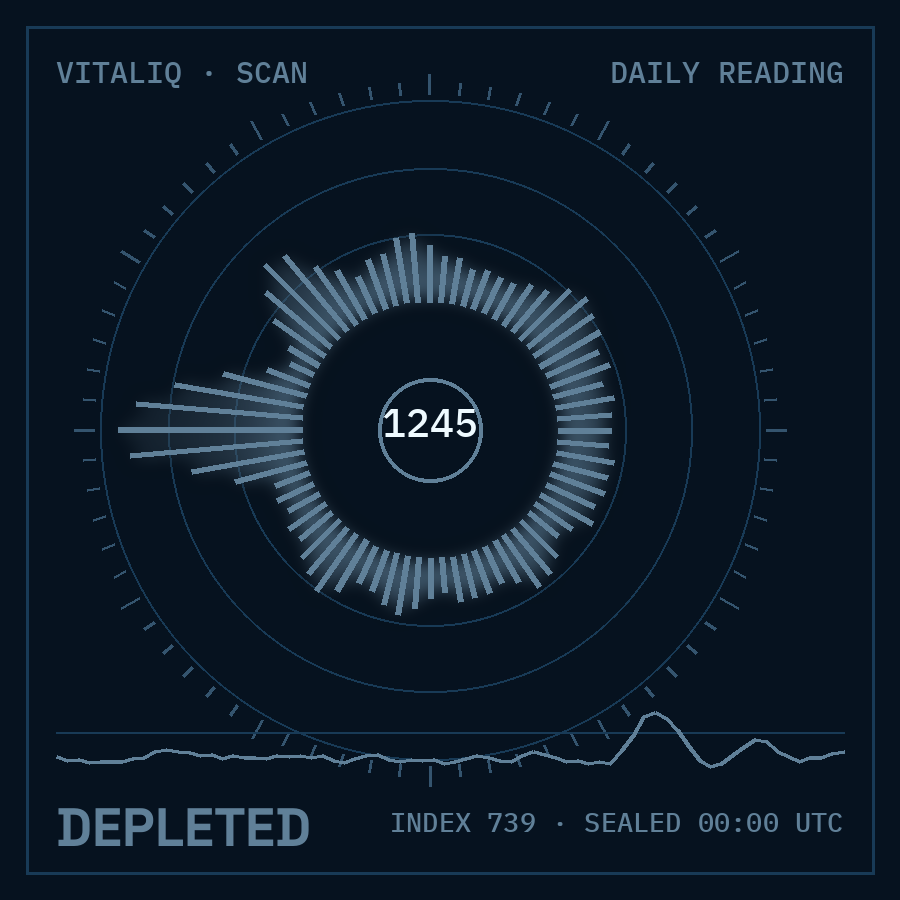 VITALIQ · SCAN
DAILY READING
1245
DEPLETED
INDEX 739 · SEALED 00:00 UTC